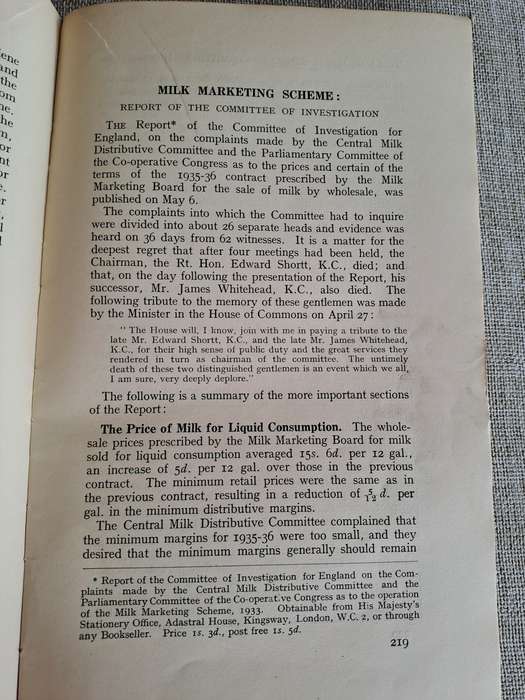 ene
and
the
om
ne.
he
m,
or
nt
or
e.
er
,
l
l
MILK MARKETING SCHEME:
REPORT OF THE COMMITTEE OF INVESTIGATION
THE Report* of the Committee of Investigation for
England, on the complaints made by the Central Milk
Distributive Committee and the Parliamentary Committee of
the Co-operative Congress as to the prices and certain of the
terms of the 1935-36 contract prescribed by the Milk
Marketing Board for the sale of milk by wholesale, was
published on May 6.
The complaints into which the Committee had to inquire
were divided into about 26 separate heads and evidence was
heard on 36 days from 62 witnesses. It is a matter for the
deepest regret that after four meetings had been held, the
Chairman, the Rt. Hon. Edward Shortt, K.C., died; and
that, on the day following the presentation of the Report, his
successor, Mr. James Whitehead, K.C., also died. The
following tribute to the memory of these gentlemen was made
by the Minister in the House of Commons on April 27:
" The House will, I know, join with me in paying a tribute to the
late Mr. Edward Shortt, K.C., and the late Mr. James Whitehead,
K.C., for their high sense of public duty and the great services they
rendered in turn as chairman of the committee. The untimely
death of these two distinguished gentlemen is an event which we all,
I am sure, very deeply deplore."
The following is a summary of the more important sections
of the Report:
The Price of Milk for Liquid Consumption. The whole-
sale prices prescribed by the Milk Marketing Board for milk
sold for liquid consumption averaged 15s. 6d. per 12 gal.,
an increase of 5d. per 12 gal. over those in the previous
contract. The minimum retail prices were the same as in
the previous contract, resulting in a reduction of 5/12 d. per
gal. in the minimum distributive margins.
The Central Milk Distributive Committee complained that
the minimum margins for 1935-36 were too small, and they
desired that the minimum margins generally should remain
* Report of the Committee of Investigation for England on the Com-
plaints made by the Central Milk Distributive Committee and the
Parliamentary Committee of the Co-operative Congress as to the operation
of the Milk Marketing Scheme, 1933. Obtainable from His Majesty's
Stationery Office, Adastral House, Kingsway, London, W.C. 2, or through
any Bookseller. Price 1s. 3d., post free 1s. 5d.
219